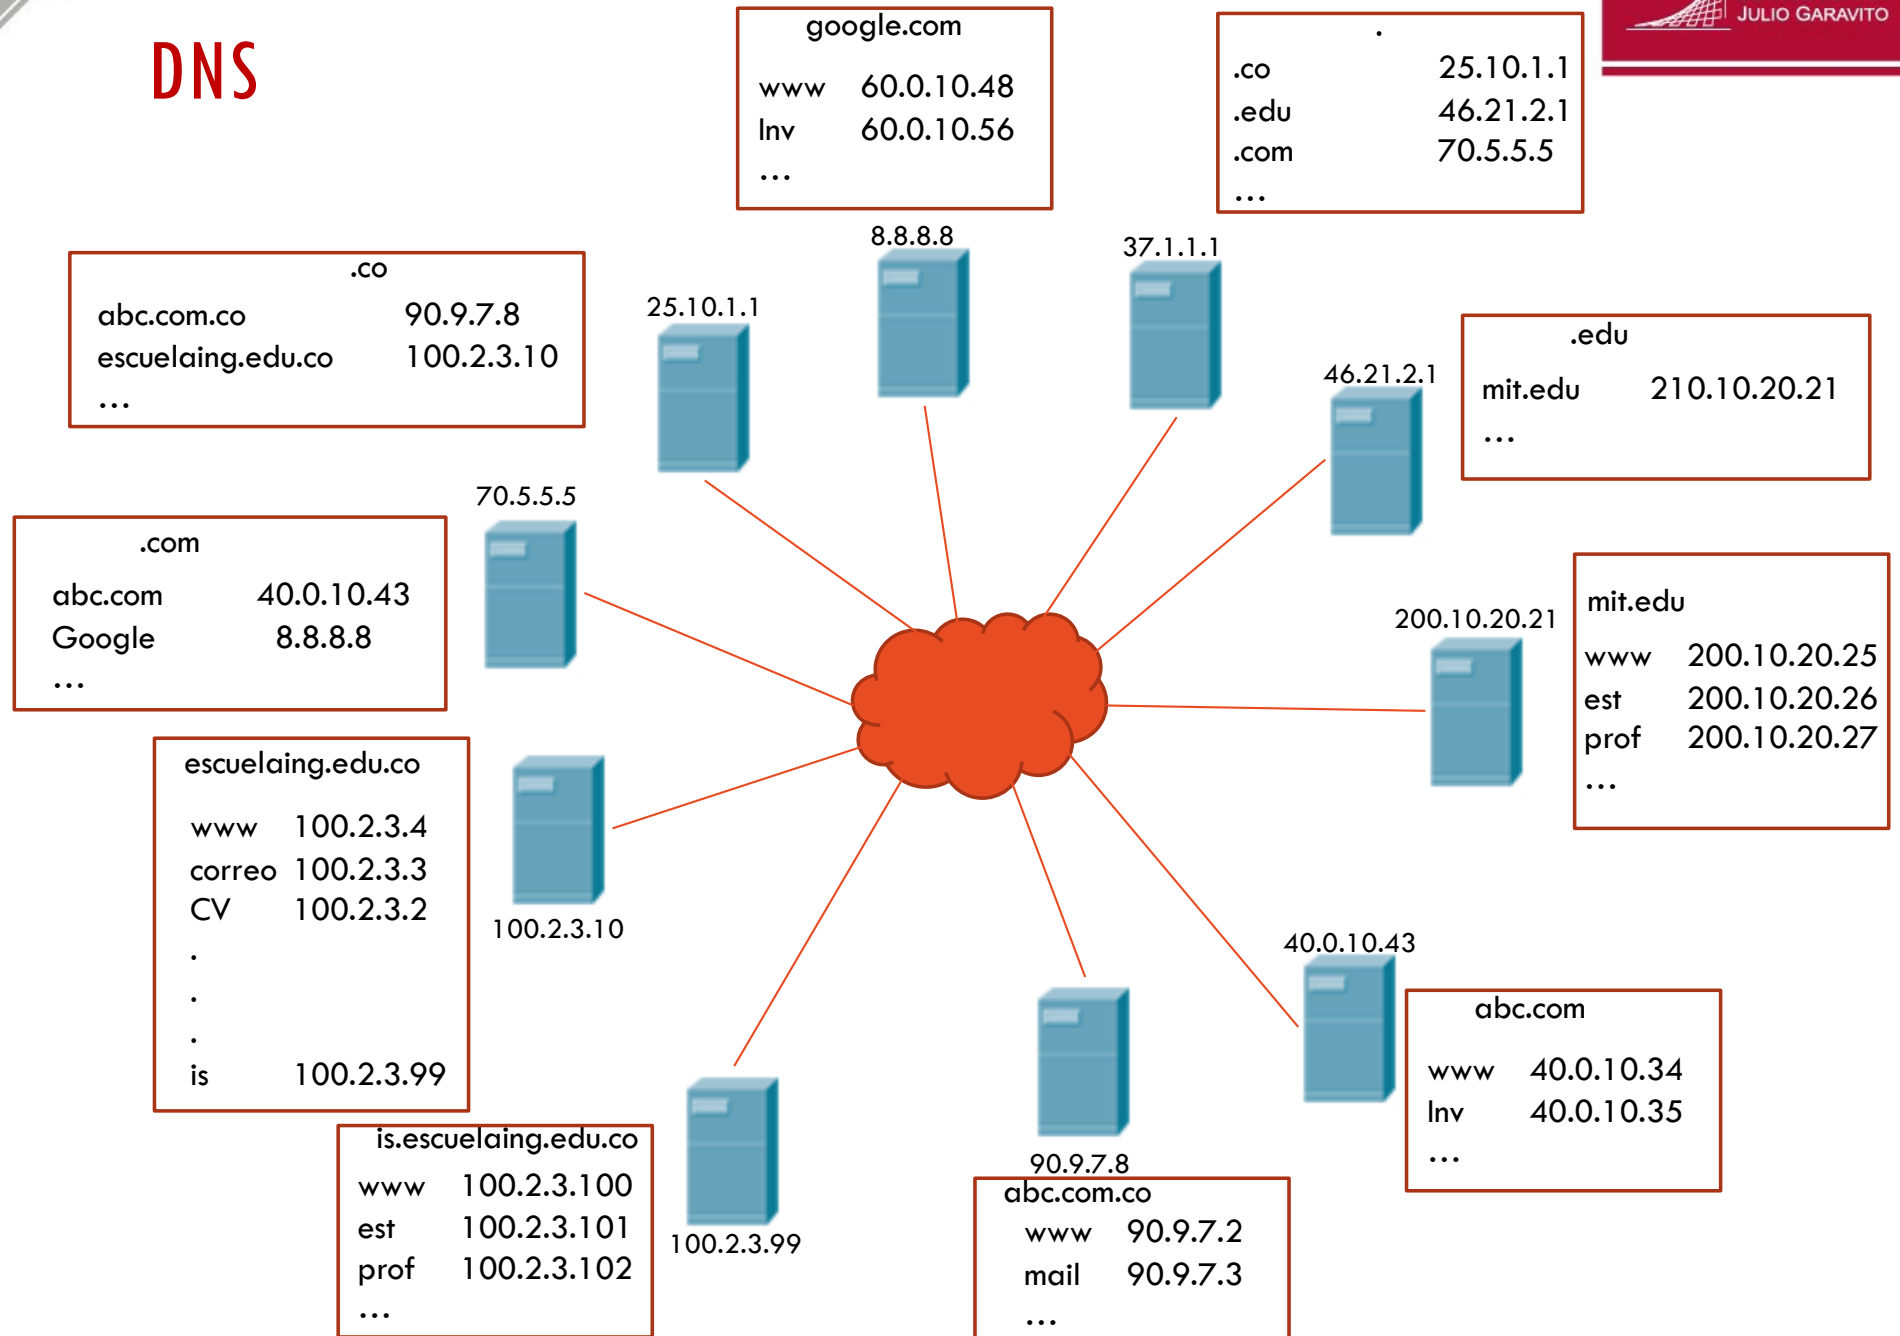 JULIO GARAVITO
DNS
google.com
www 60.0.10.48
Inv 60.0.10.56
...
8.8.8.8
.
.co 25.10.1.1
.edu 46.21.2.1
.com 70.5.5.5
...
37.1.1.1
.co
abc.com.co 90.9.7.8
escuelaing.edu.co 100.2.3.10
...
25.10.1.1
.edu
mit.edu 210.10.20.21
...
46.21.2.1
70.5.5.5
.com
abc.com 40.0.10.43
Google 8.8.8.8
...
200.10.20.21
mit.edu
www 200.10.20.25
est 200.10.20.26
prof 200.10.20.27
...
escuelaing.edu.co
www 100.2.3.4
correo 100.2.3.3
CV 100.2.3.2
.
.
.
is 100.2.3.99
100.2.3.10
40.0.10.43
abc.com
www 40.0.10.34
Inv 40.0.10.35
...
is.escuelaing.edu.co
www 100.2.3.100
est 100.2.3.101
prof 100.2.3.102
...
100.2.3.99
90.9.7.8
abc.com.co
www 90.9.7.2
mail 90.9.7.3
...